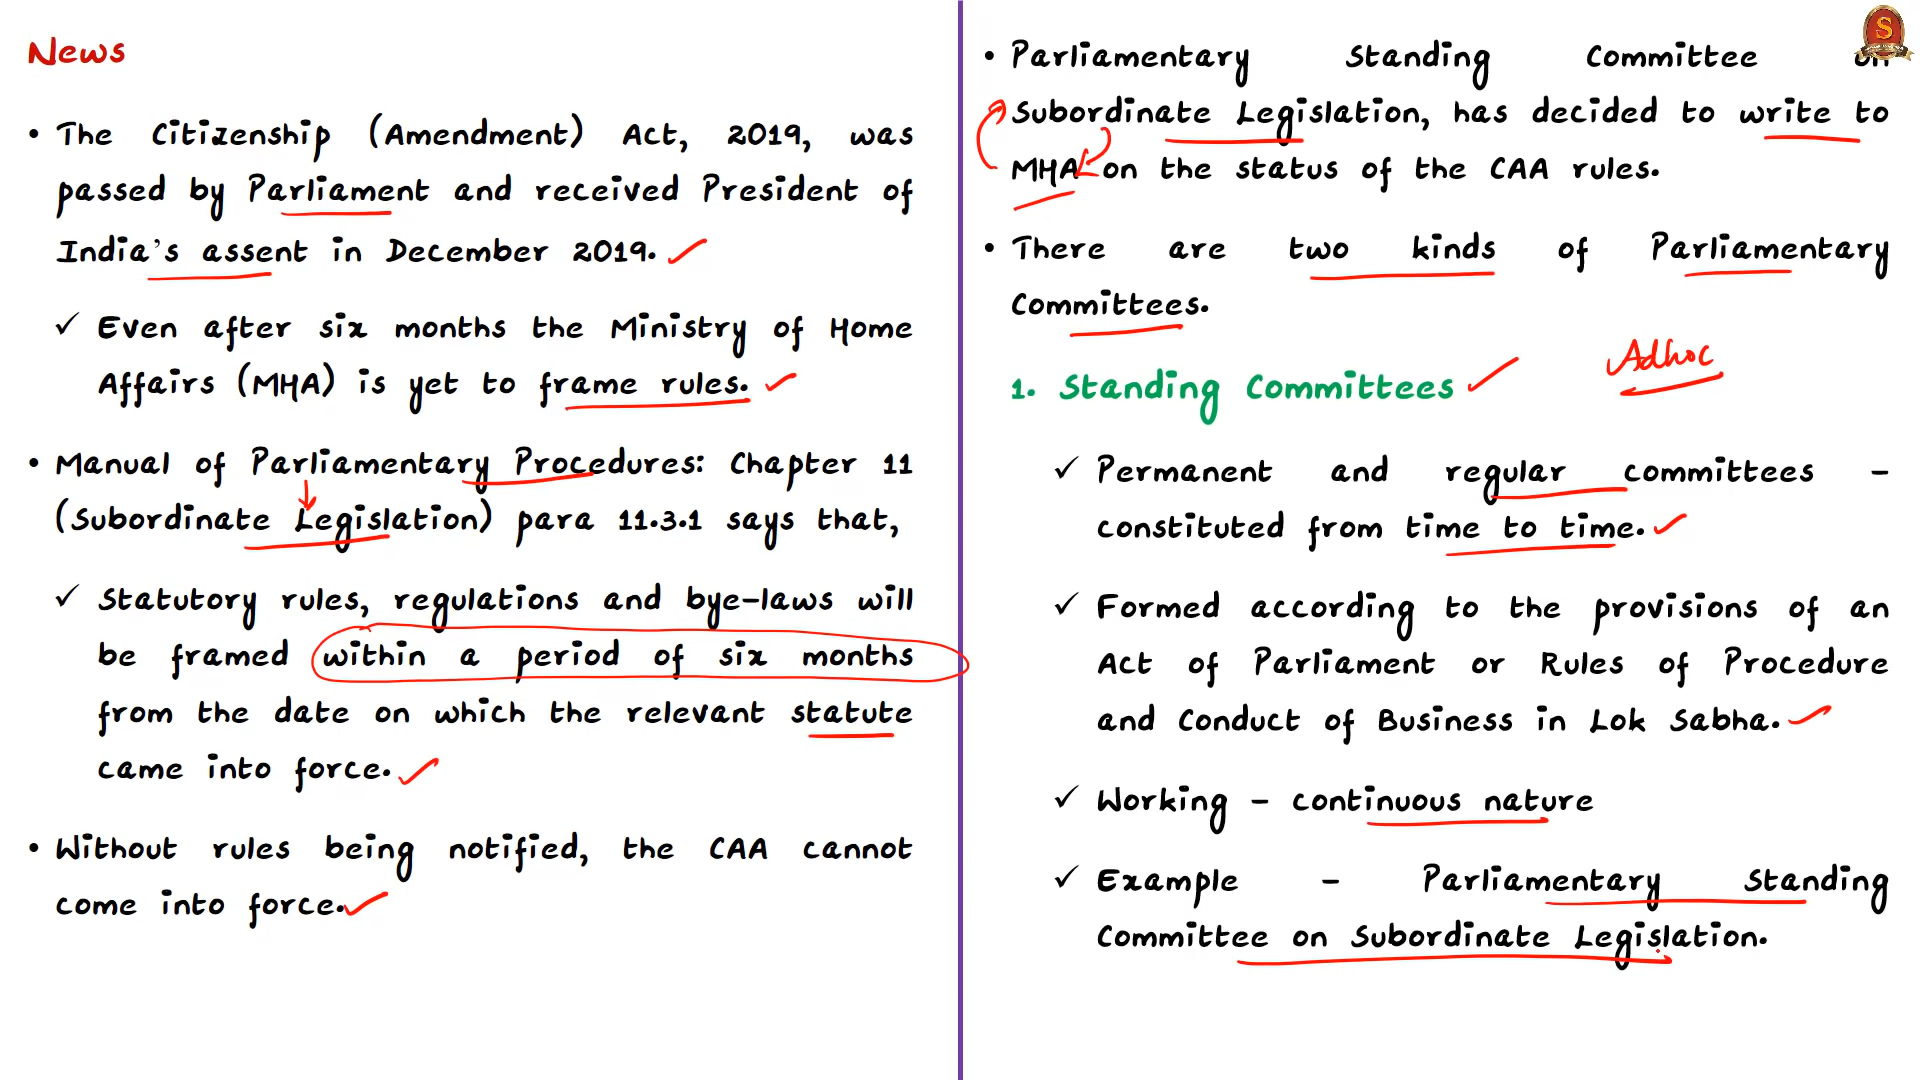 News
• The Citizenship (Amendment) Act, 2019, was
passed by Parliament and received President of
India's assent in December 2019.
✓ Even after six months the Ministry of Home
Affairs (MHA) is yet to frame rules.
• Manual of Parliamentary Procedures: Chapter 11
(Subordinate Legislation) para 11.3.1 says that,
✓ Statutory rules, regulations and bye-laws will
be framed within a period of six months
from the date on which the relevant statute
came into force.
• Without rules being notified, the CAA cannot
come into force.
• Parliamentary Standing Committee on
Subordinate Legislation, has decided to write to
MHA on the status of the CAA rules.
• There are two kinds of Parliamentary
Committees.
Adhoc
1. Standing Committees
✓ Permanent and regular committees -
constituted from time to time.
✓ Formed according to the provisions of an
Act of Parliament or Rules of Procedure
and Conduct of Business in Lok Sabha.
✓ Working - continuous nature
✓ Example - Parliamentary Standing
Committee on Subordinate Legislation.
S